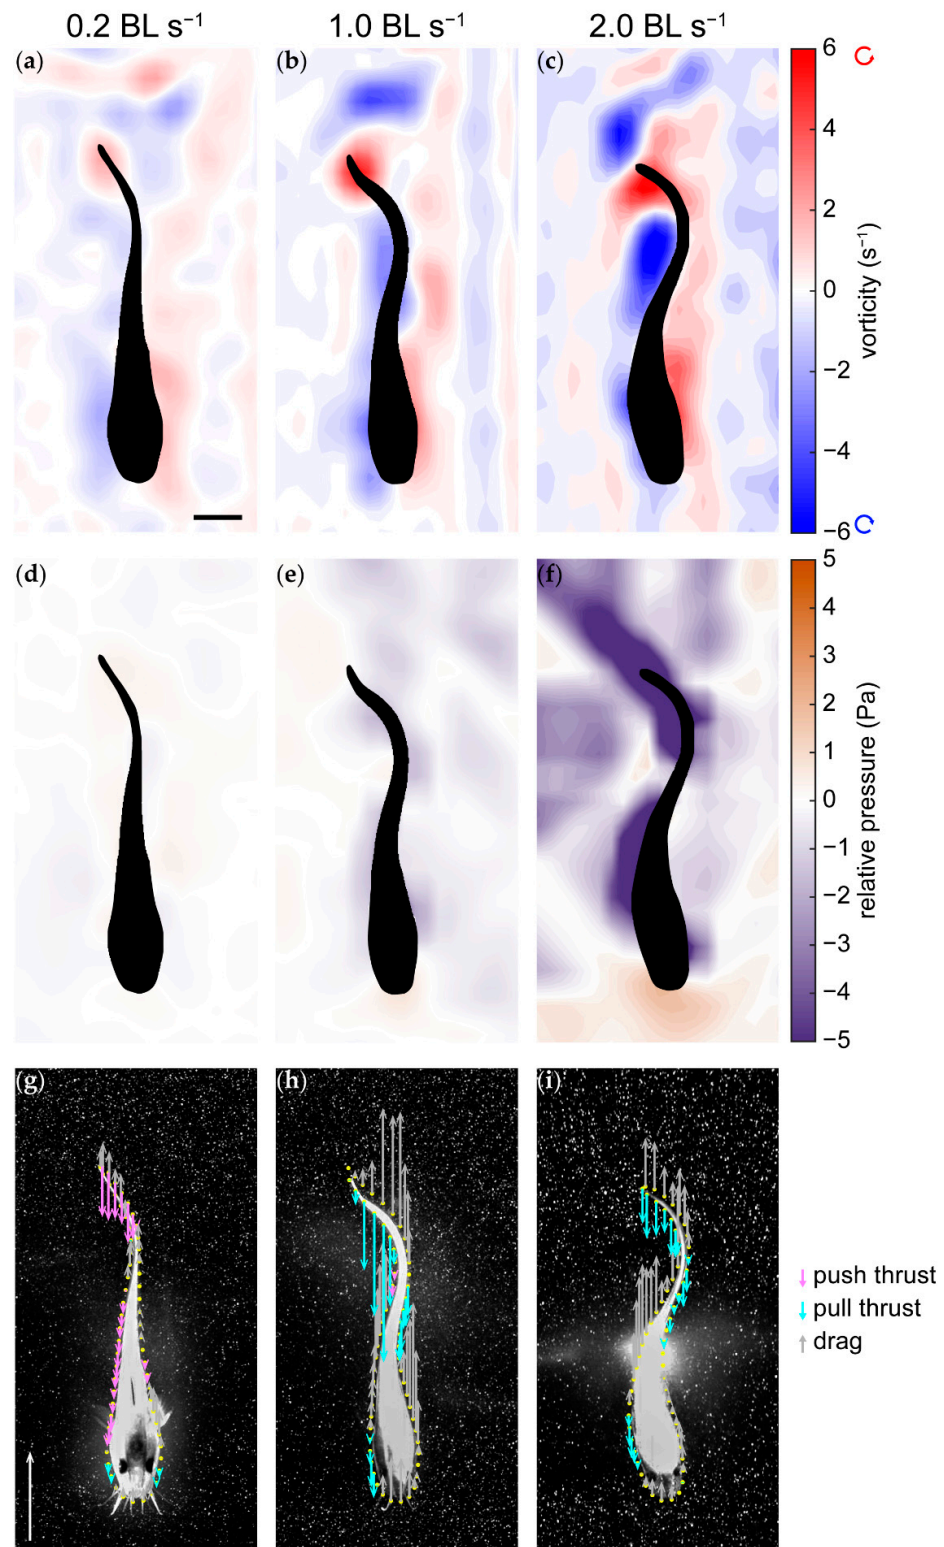 0.2 BL s⁻¹ 1.0 BL s⁻¹ 2.0 BL s⁻¹
(a) (b) (c)
6
4
2
0
−2
−4
−6
vorticity (s⁻¹)
(d) (e) (f)
5
4
3
2
1
0
−1
−2
−3
−4
−5
relative pressure (Pa)
(g) (h) (i)
push thrust
pull thrust
drag